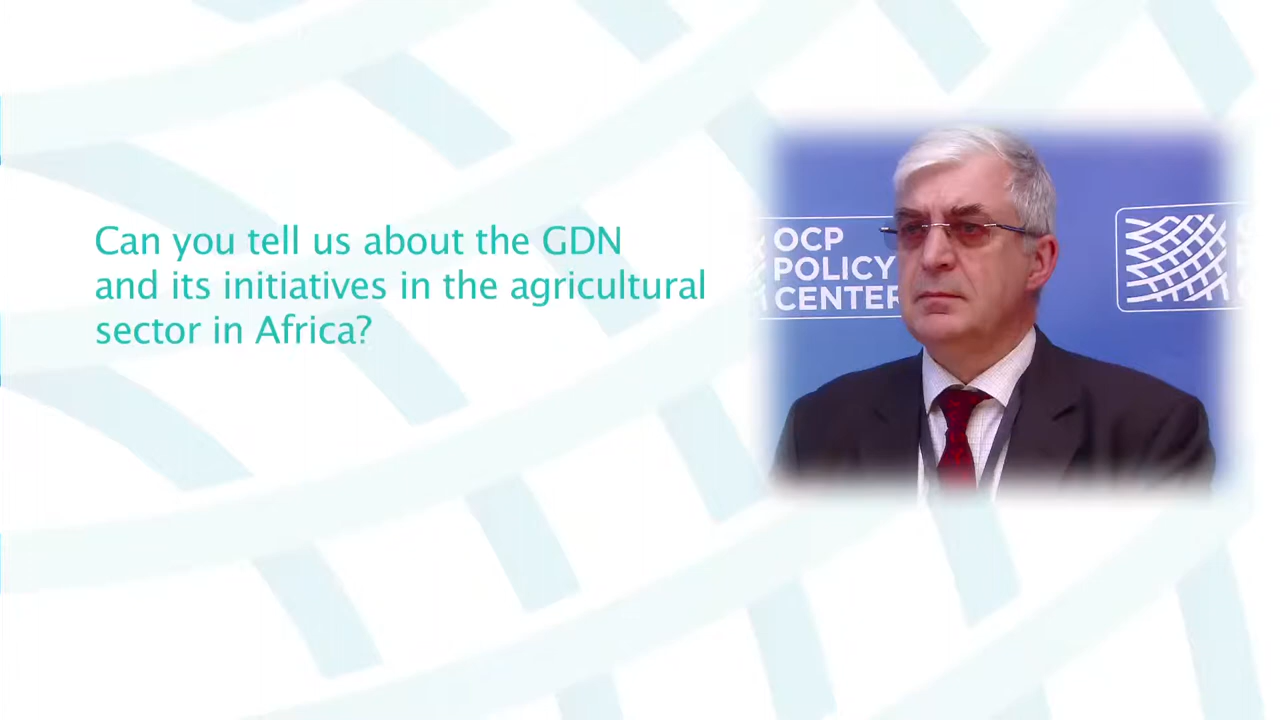 Can you tell us about the GDN
and its initiatives in the agricultural
sector in Africa?
OCP
POLICY
CENTER